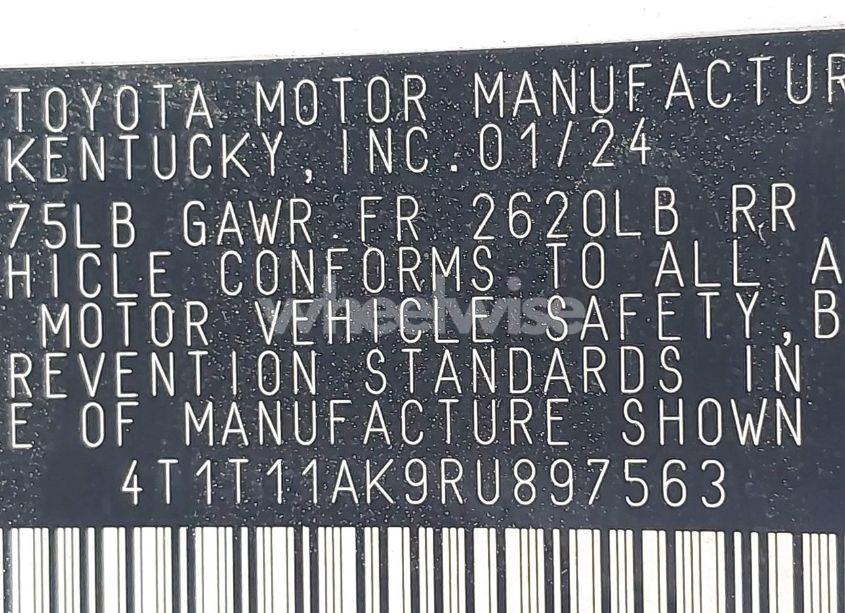 TOYOTA MOTOR MANUFACTUR
KENTUCKY, INC. 01/24
75LB GAWR FR 2620LB RR
HICLE CONFORMS TO ALL A
MOTOR VEHICLE SAFETY, B
REVENTION STANDARDS IN
E OF MANUFACTURE SHOWN
4T1T11AK9RU897563
wheelwise